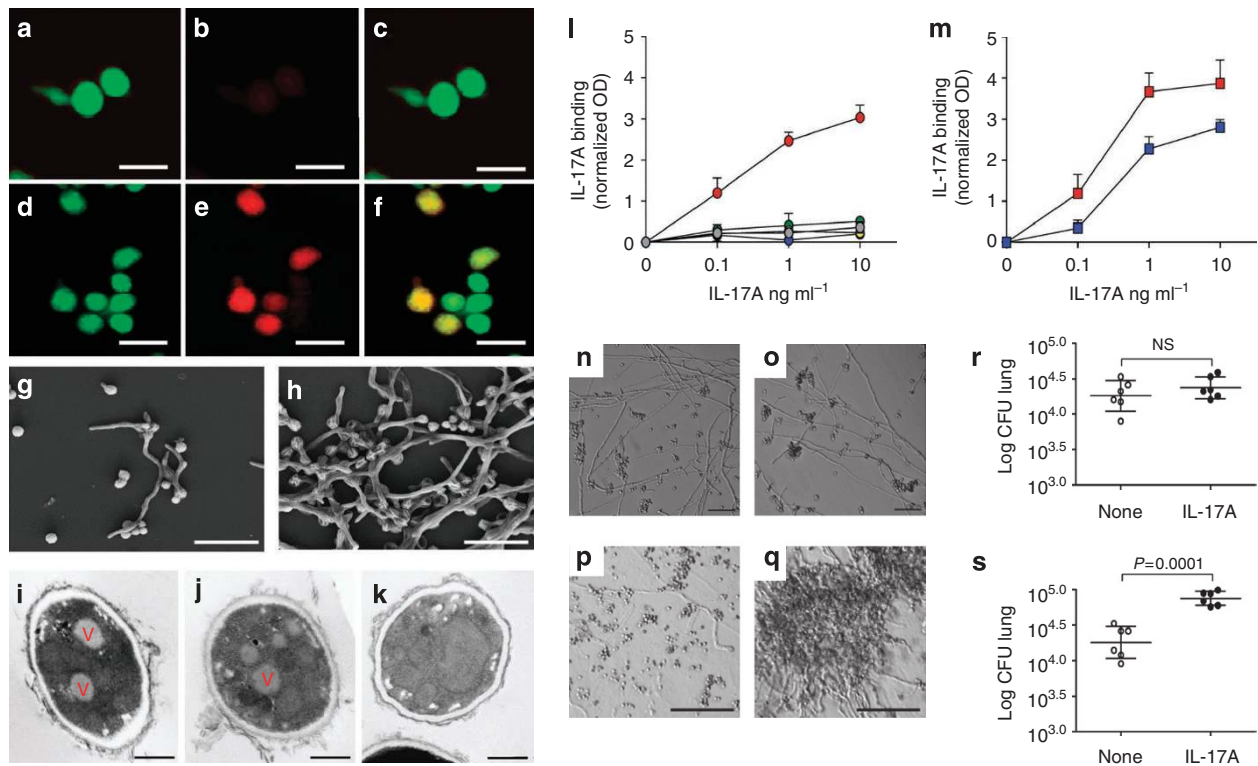 a
b
c
d
e
f
g
h
i
V
V
j
V
k
l
5
4
3
2
1
0
IL-17A binding
(normalized OD)
0
0.1
1
10
IL-17A ng ml⁻¹
m
5
4
3
2
1
0
IL-17A binding
(normalized OD)
0
0.1
1
10
IL-17A ng ml⁻¹
n
o
p
q
r
NS
10⁵·⁰
10⁴·⁵
10⁴·⁰
10³·⁵
10³·⁰
Log CFU lung
None
IL-17A
s
P=0.0001
10⁵·⁰
10⁴·⁵
10⁴·⁰
10³·⁵
10³·⁰
Log CFU lung
None
IL-17A